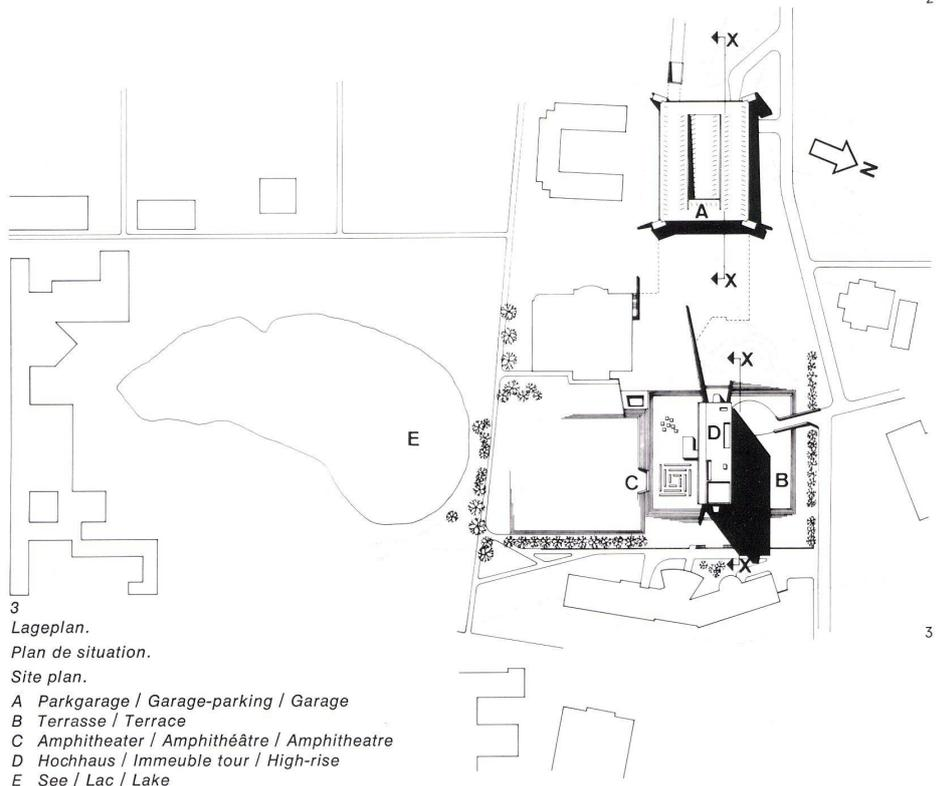 2
X
A
N
X
X
E
D
C
B
X
3
3
Lageplan.
Plan de situation.
Site plan.
A Parkgarage / Garage-parking / Garage
B Terrasse / Terrace
C Amphitheater / Amphithéâtre / Amphitheatre
D Hochhaus / Immeuble tour / High-rise
E See / Lac / Lake